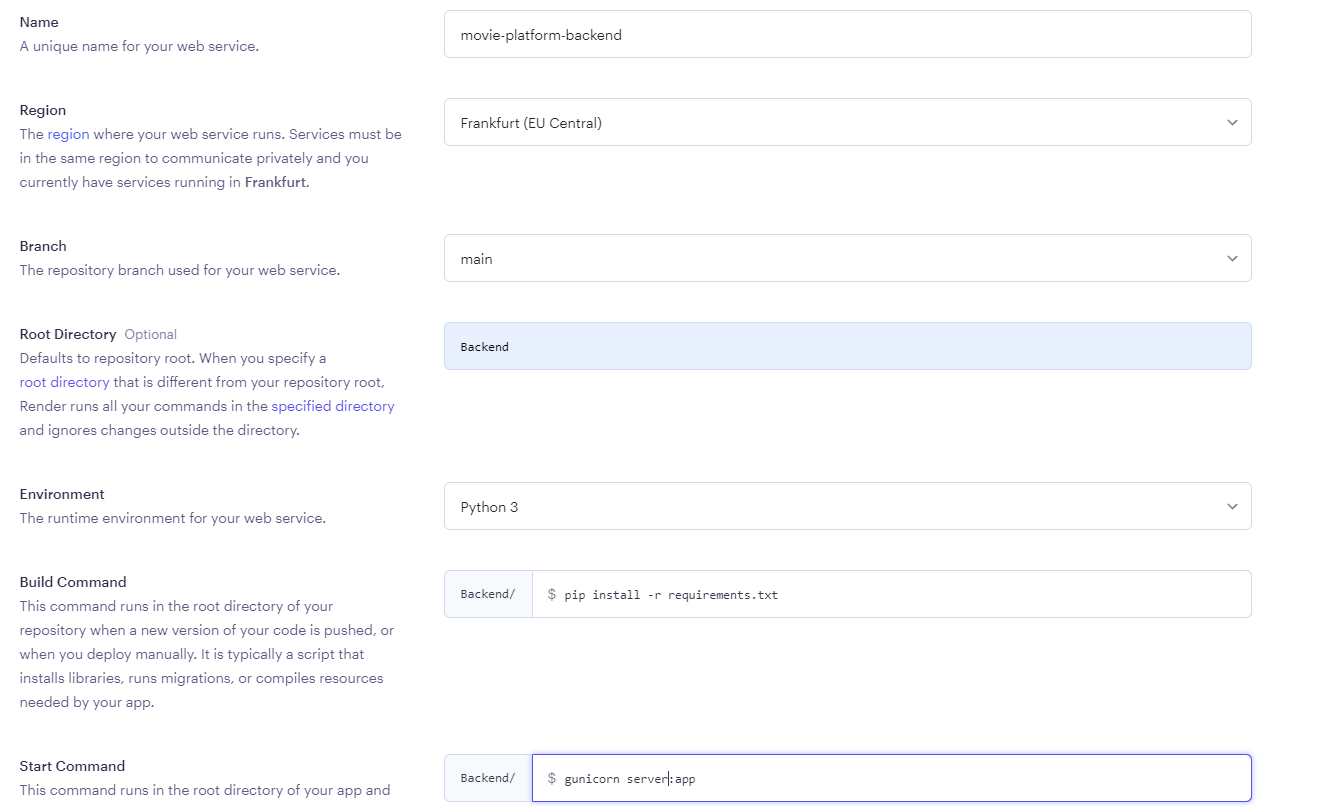 Name
A unique name for your web service.
movie-platform-backend
Region
The region where your web service runs. Services must be
in the same region to communicate privately and you
currently have services running in Frankfurt.
Frankfurt (EU Central)
Branch
The repository branch used for your web service.
main
Root Directory Optional
Defaults to repository root. When you specify a
root directory that is different from your repository root,
Render runs all your commands in the specified directory
and ignores changes outside the directory.
Backend
Environment
The runtime environment for your web service.
Python 3
Build Command
This command runs in the root directory of your
repository when a new version of your code is pushed, or
when you deploy manually. It is typically a script that
installs libraries, runs migrations, or compiles resources
needed by your app.
Backend/ $ pip install -r requirements.txt
Start Command
This command runs in the root directory of your app and
Backend/ $ gunicorn server:app